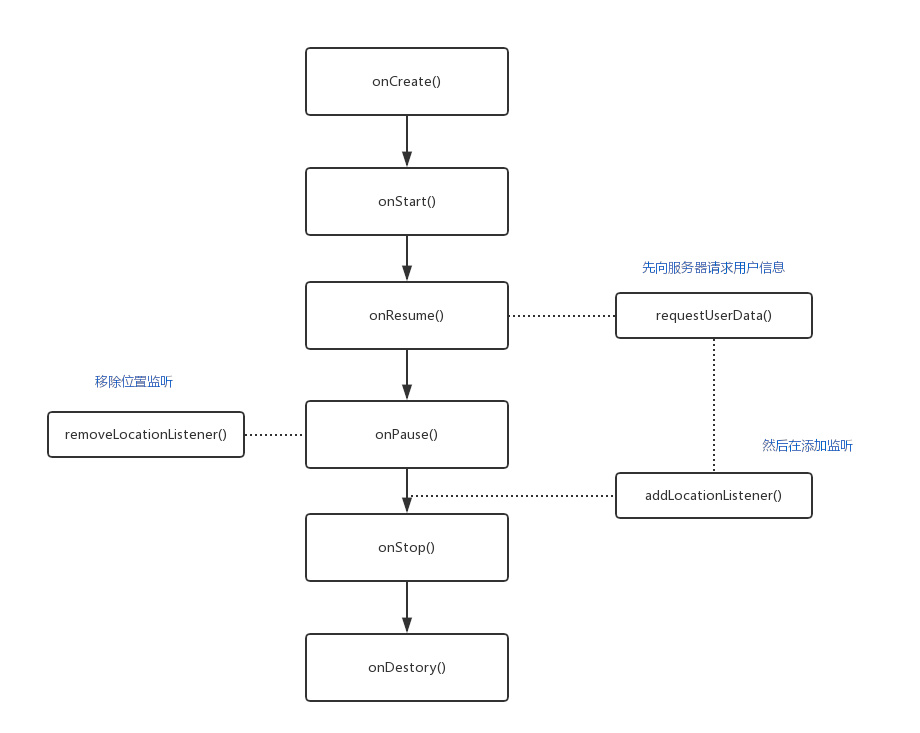 onCreate()
onStart()
先向服务器请求用户信息
onResume()
requestUserData()
移除位置监听
removeLocationListener()
onPause()
然后在添加监听
addLocationListener()
onStop()
onDestory()